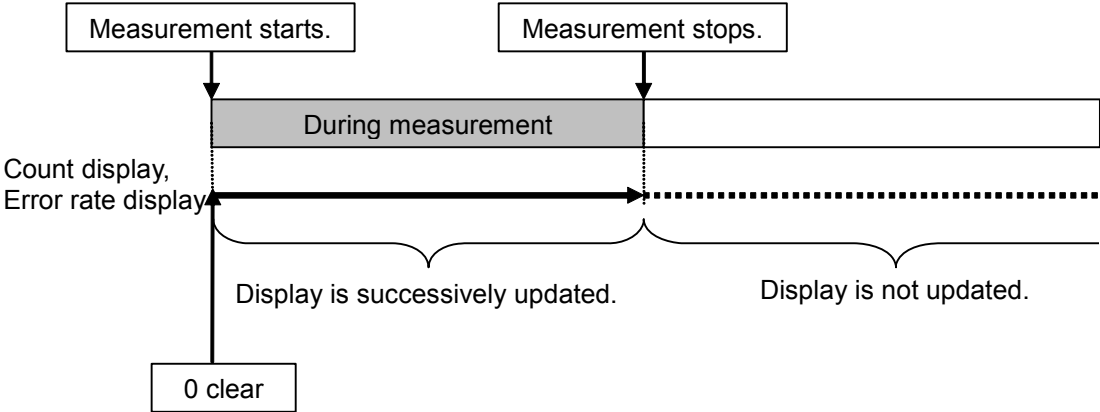 Measurement starts.
Measurement stops.
During measurement
Count display,
Error rate display
Display is successively updated.
Display is not updated.
0 clear